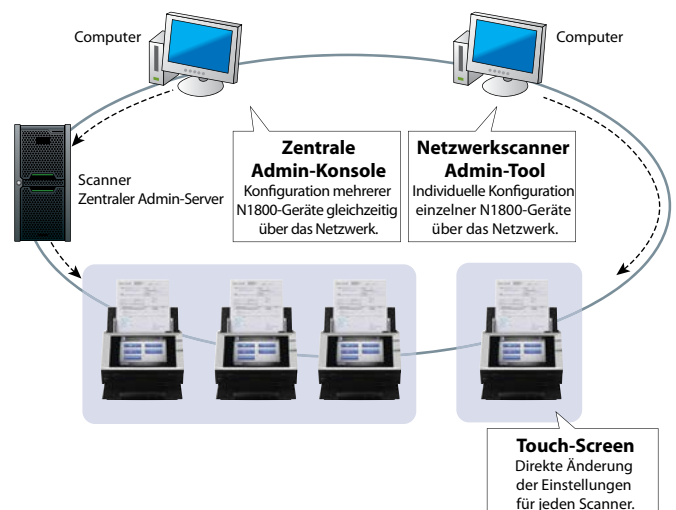 Computer
Computer
Zentrale
Admin-Konsole
Konfiguration mehrerer
N1800-Geräte gleichzeitig
über das Netzwerk.
Netzwerkscanner
Admin-Tool
Individuelle Konfiguration
einzelner N1800-Geräte
über das Netzwerk.
Scanner
Zentraler Admin-Server
Touch-Screen
Direkte Änderung
der Einstellungen
für jeden Scanner.